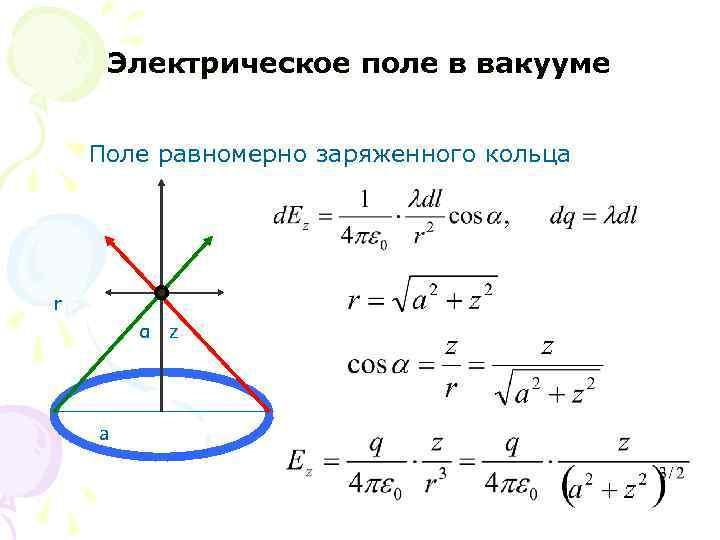 Электрическое поле в вакууме
Поле равномерно заряженного кольца
dE_z = 1/(4πε₀) · λdl/r² cos α, dq = λdl
r = √(a² + z²)
r
α z
cos α = z/r = z/√(a² + z²)
a
E_z = q/(4πε₀) · z/r³ = q/(4πε₀) · z/(a² + z²)^(3/2)